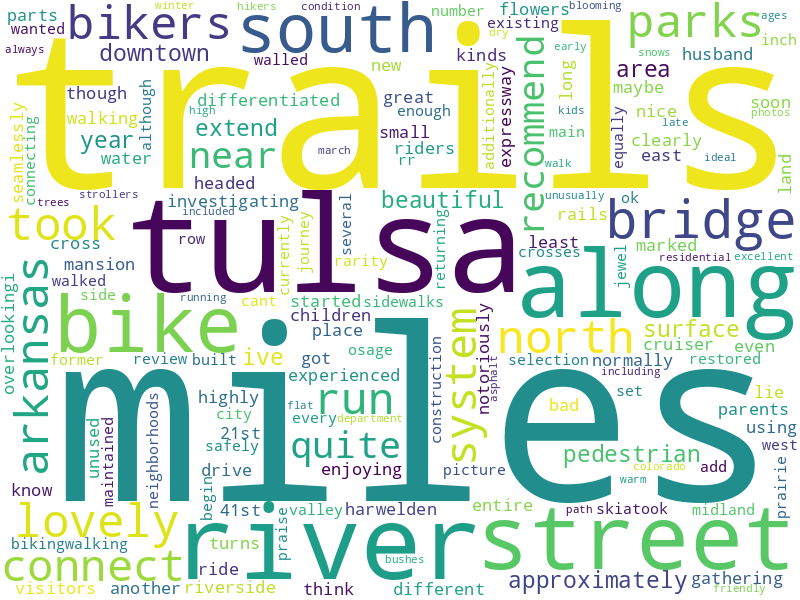 winter hikers condition flowers ages
parts bikers south number existing blooming parks
wanted always downtown walled kinds early snows inch
trails
though differentiated great new dry recommend long area husband
walking although high enough additionally expressway kids maybe soon photos
seamlessly connecting year extend small riders main nice equally clearly
water near march rr walk late ideal east land
trees strollers headed investigating beautiful unusually ok
took row included tulsa several journey currently rarity returning least rails bridge
cross mansion walked crosses marked jewel residential excellent
overlookingi arkansas side running cant started sidewalks along
bike children place north surface
former review built ive got osage system notoriously cruiser even
neighborhoods highly experienced selection normally restored
miles
unused maintained city 21st every flat run department construction asphalt including set bad lie parents
safely quite pedestrian using
know drive enjoying picture warm colorado add west prairie
begin 41st valley harwelden entire path skiatook midland
lovely river street
bikingwalking turns praise
connect ride bushes think approximately gathering
visitors another riverside different friendly